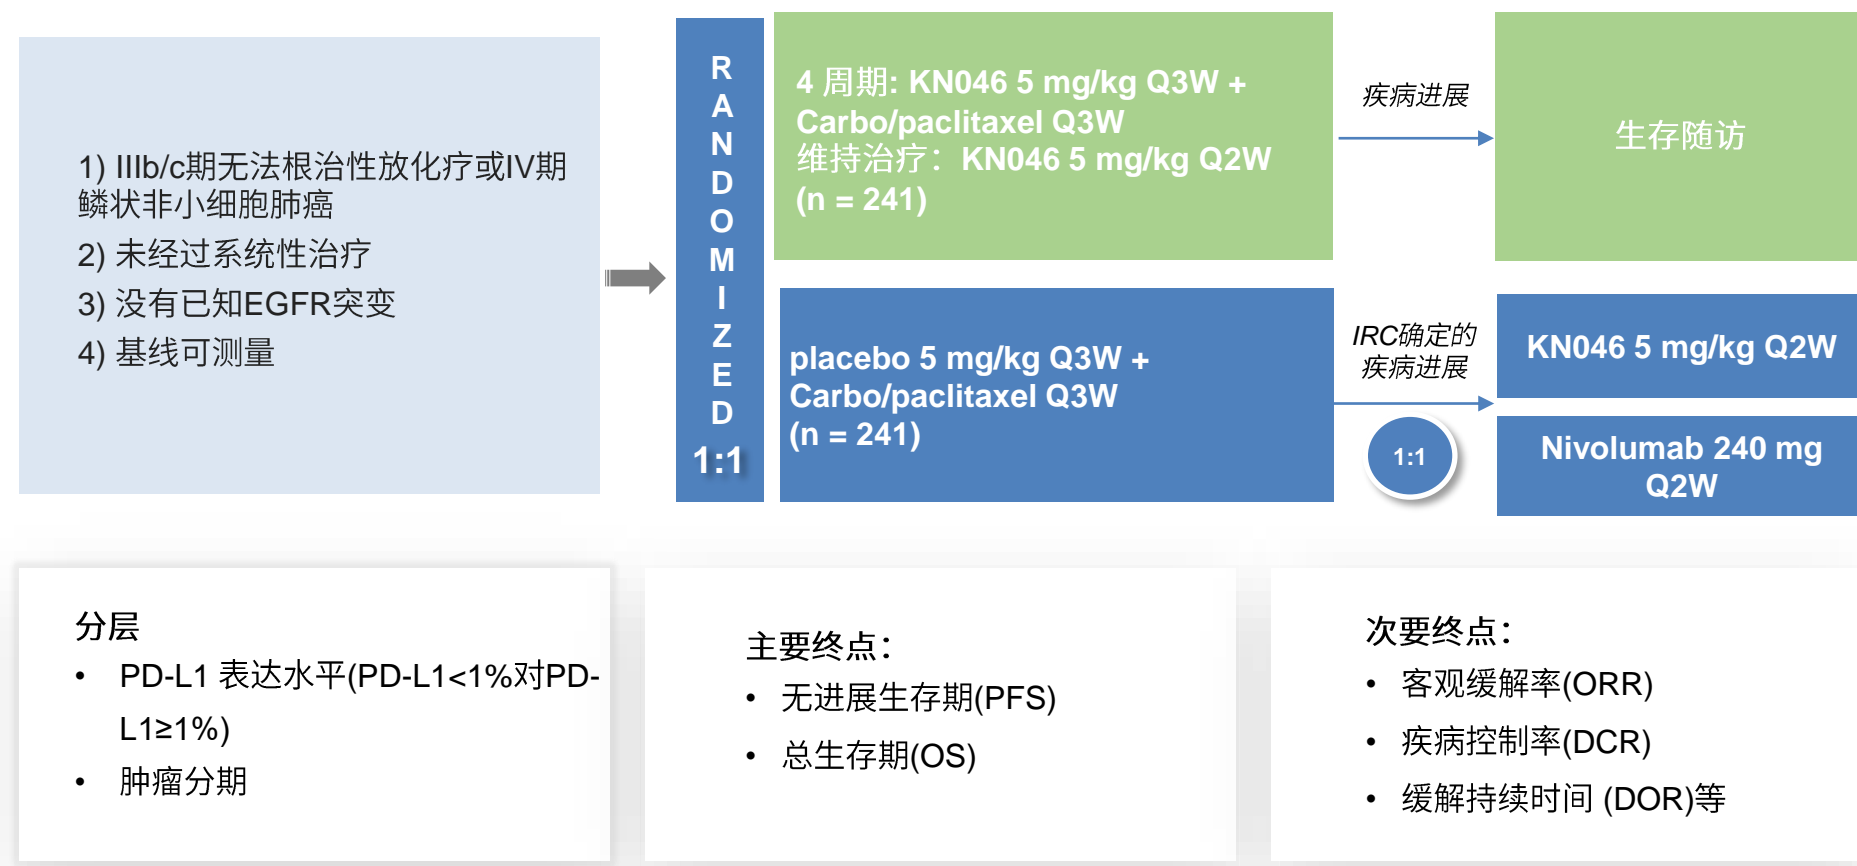 1) IIIb/c期无法根治性放化疗或IV期
鳞状非小细胞肺癌
2) 未经过系统性治疗
3) 没有已知EGFR突变
4) 基线可测量
R
A
N
D
O
M
I
Z
E
D
1:1
4 周期: KN046 5 mg/kg Q3W +
Carbo/paclitaxel Q3W
维持治疗：KN046 5 mg/kg Q2W
(n = 241)
疾病进展
生存随访
placebo 5 mg/kg Q3W +
Carbo/paclitaxel Q3W
(n = 241)
IRC确定的
疾病进展
1:1
KN046 5 mg/kg Q2W
Nivolumab 240 mg
Q2W
分层
• PD-L1 表达水平(PD-L1<1%对PD-
L1≥1%)
• 肿瘤分期
主要终点：
• 无进展生存期(PFS)
• 总生存期(OS)
次要终点：
• 客观缓解率(ORR)
• 疾病控制率(DCR)
• 缓解持续时间 (DOR)等